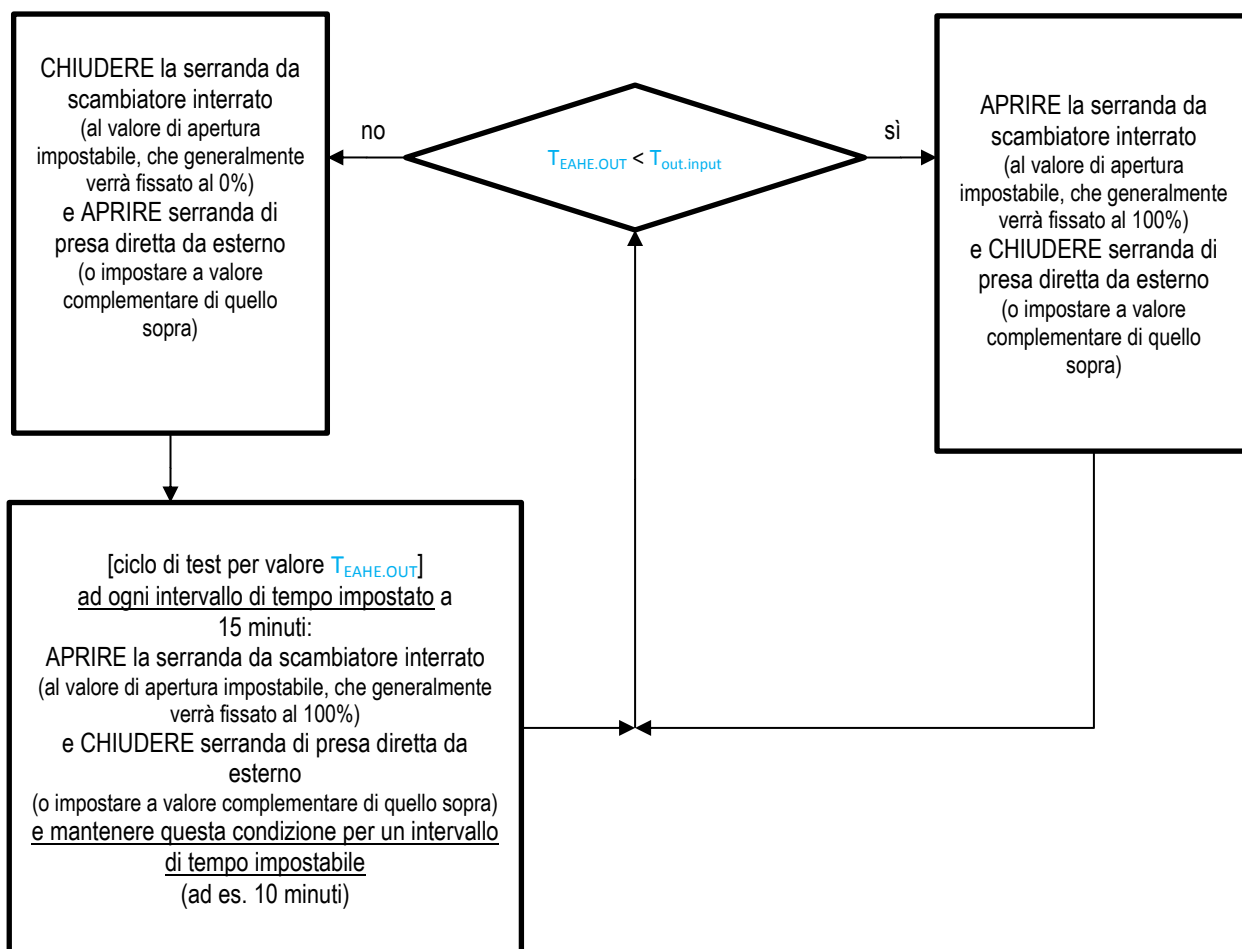 CHIUDERE la serranda da
scambiatore interrato
(al valore di apertura
impostabile, che generalmente
verrà fissato al 0%)
e APRIRE serranda di
presa diretta da esterno
(o impostare a valore
complementare di quello
sopra)
no
T_EAHE.OUT < T_out.input
sì
APRIRE la serranda da
scambiatore interrato
(al valore di apertura
impostabile, che generalmente
verrà fissato al 100%)
e CHIUDERE serranda di
presa diretta da esterno
(o impostare a valore
complementare di quello
sopra)
[ciclo di test per valore T_EAHE.OUT]
ad ogni intervallo di tempo impostato a
15 minuti:
APRIRE la serranda da scambiatore interrato
(al valore di apertura impostabile, che generalmente
verrà fissato al 100%)
e CHIUDERE serranda di presa diretta da
esterno
(o impostare a valore complementare di quello sopra)
e mantenere questa condizione per un intervallo
di tempo impostabile
(ad es. 10 minuti)